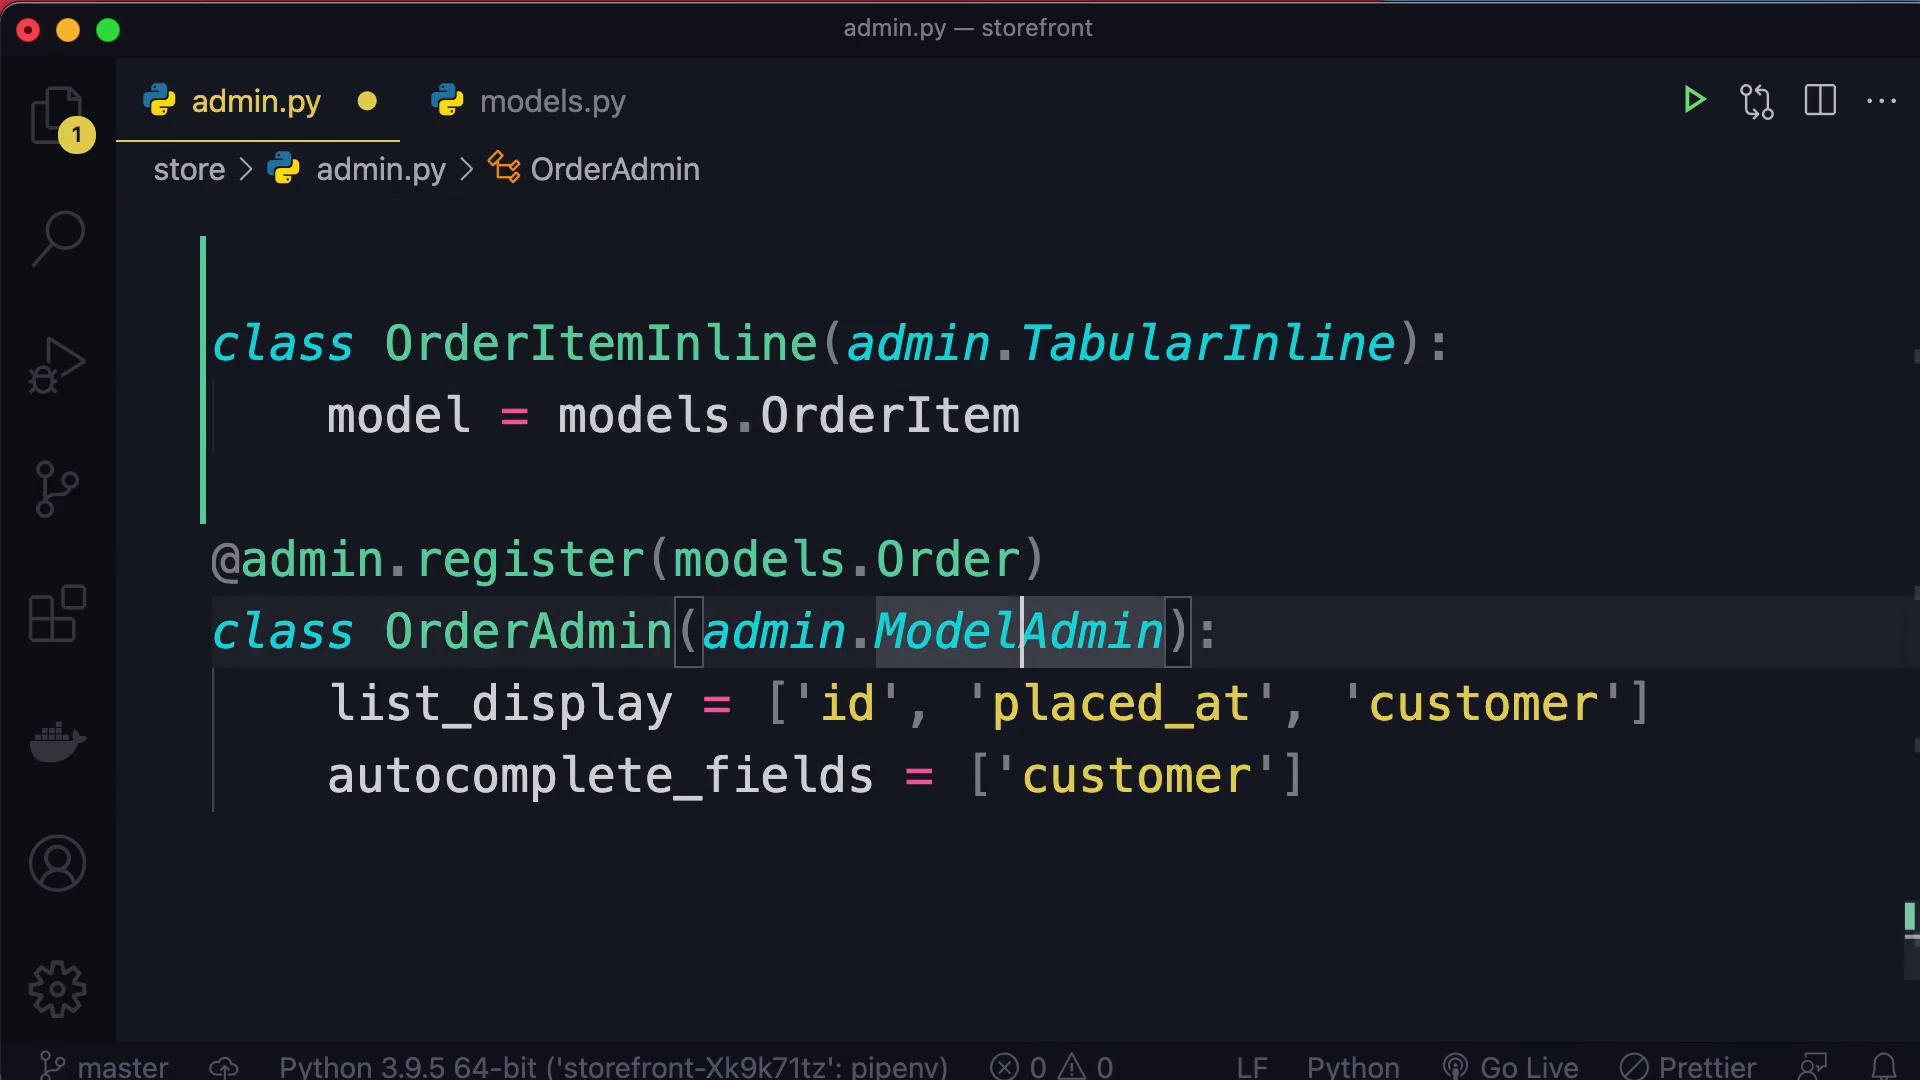 admin.py — storefront
admin.py models.py
1
store > admin.py > OrderAdmin
class OrderItemInline(admin.TabularInline):
model = models.OrderItem
@admin.register(models.Order)
class OrderAdmin(admin.ModelAdmin):
list_display = ['id', 'placed_at', 'customer']
autocomplete_fields = ['customer']
master Python 3.9.5 64-bit ('storefront-Xk9k71tz': pipenv) 0 0 LF Python Go Live Prettier